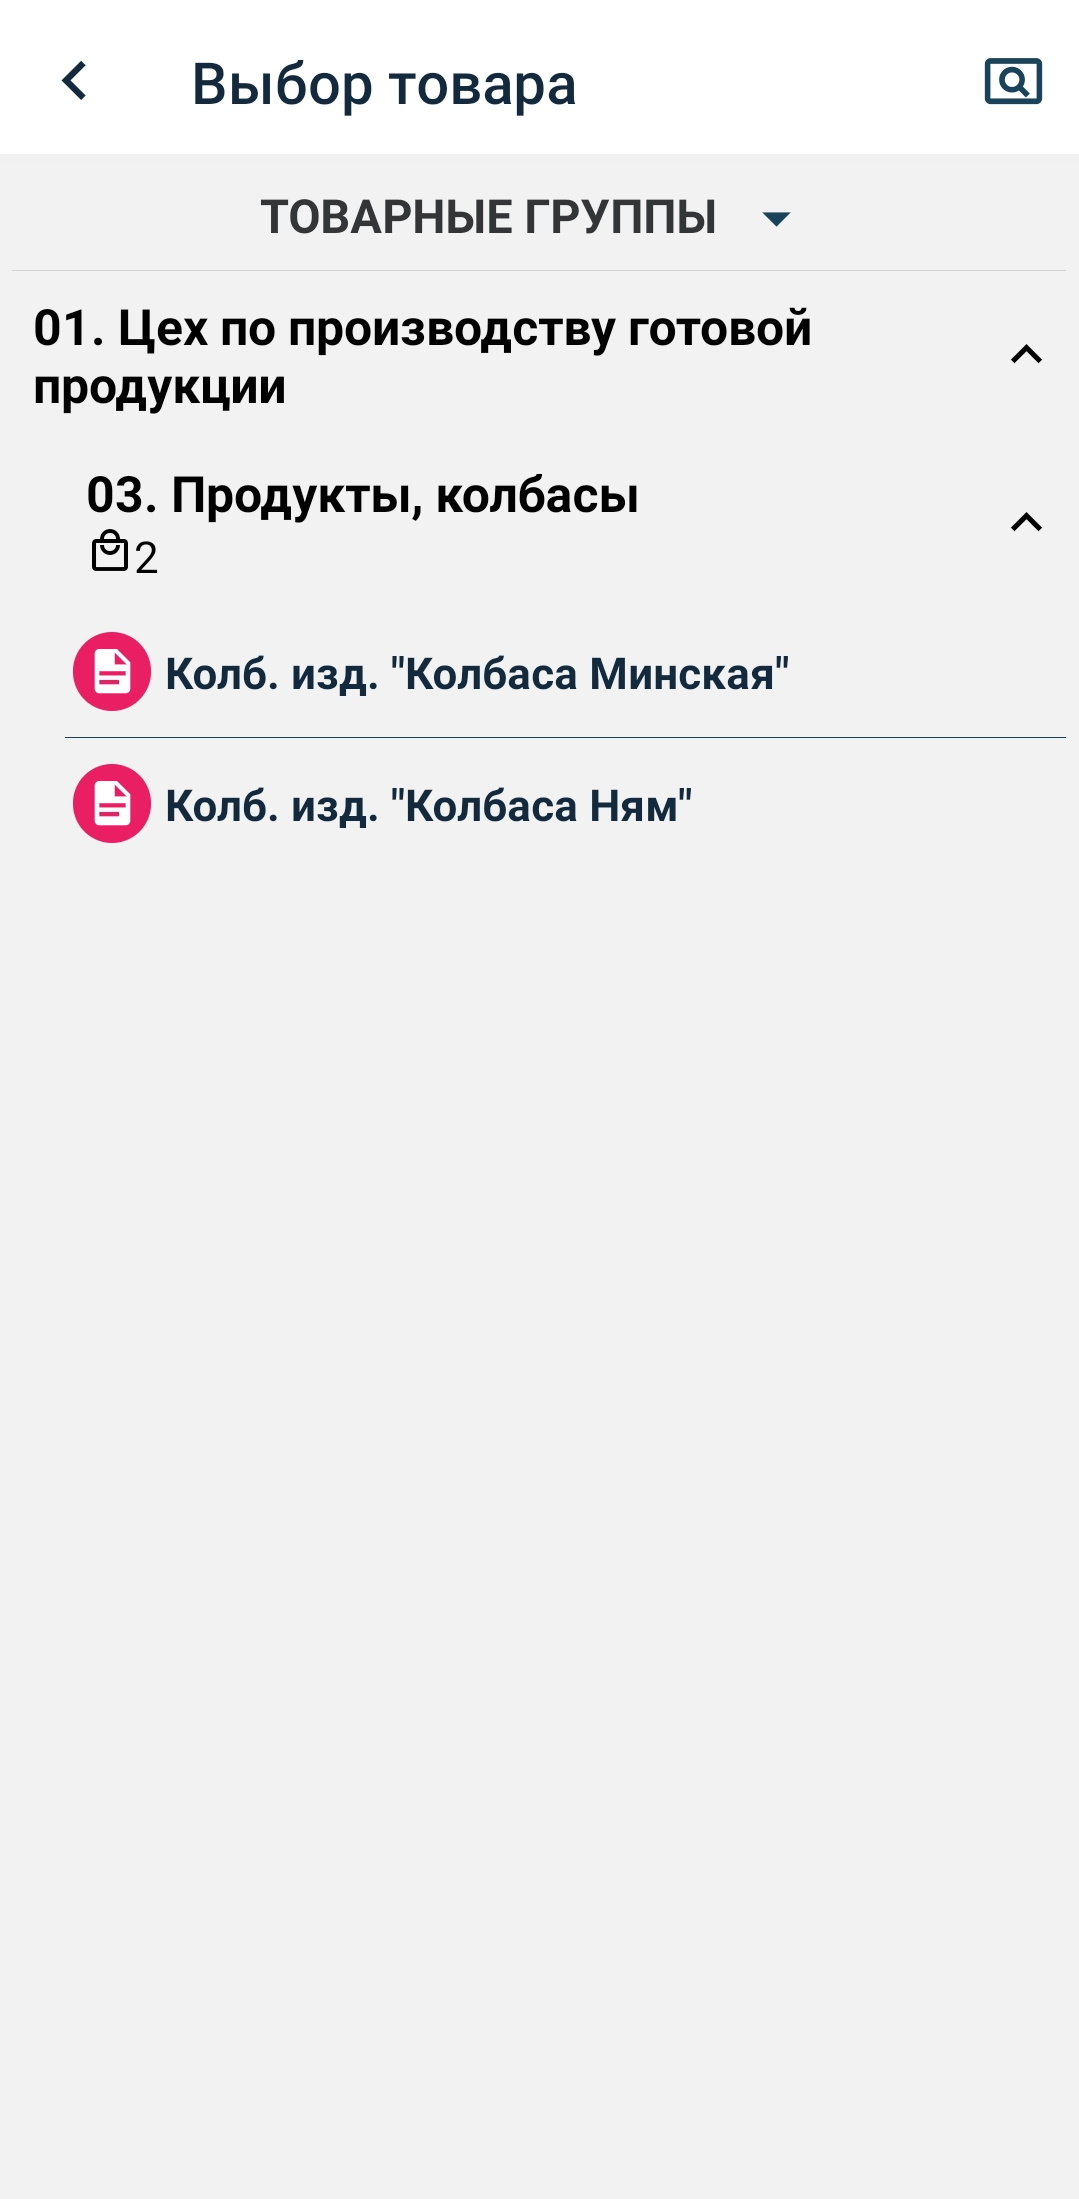 Выбор товара
ТОВАРНЫЕ ГРУППЫ
01. Цех по производству готовой
продукции
03. Продукты, колбасы
2
Колб. изд. "Колбаса Минская"
Колб. изд. "Колбаса Ням"